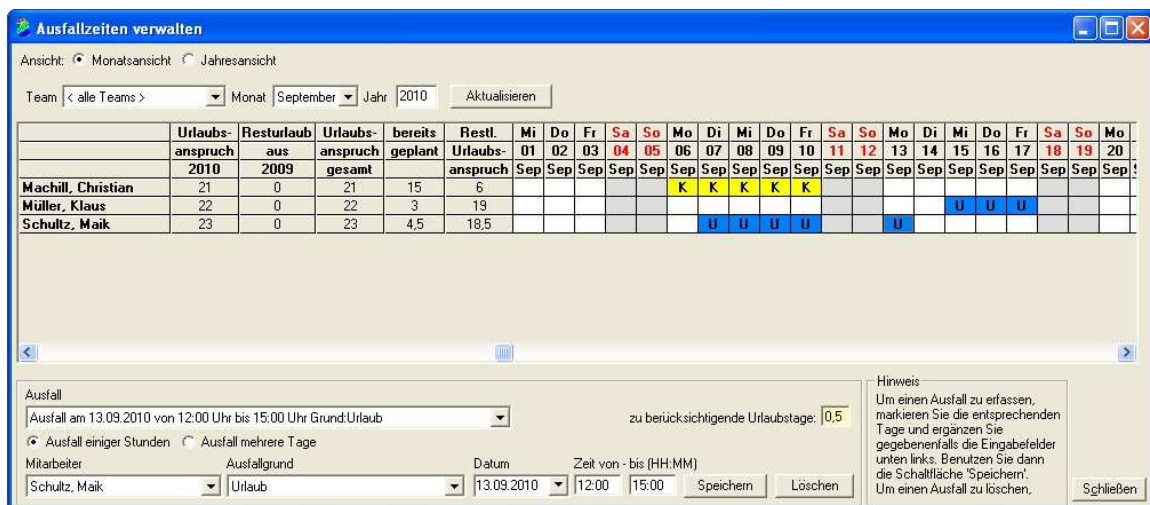 Ausfallzeiten verwalten
Ansicht: Monatsansicht Jahresansicht
Team < alle Teams > Monat September Jahr 2010 Aktualisieren
Urlaubs- Resturlaub Urlaubs- bereits Restl. Mi Do Fr Sa So Mo Di Mi Do Fr Sa So Mo Di Mi Do Fr Sa So Mo
anspruch aus anspruch geplant Urlaubs- 01 02 03 04 05 06 07 08 09 10 11 12 13 14 15 16 17 18 19 20
2010 2009 gesamt anspruch Sep Sep Sep Sep Sep Sep Sep Sep Sep Sep Sep Sep Sep Sep Sep Sep Sep Sep Sep Sep
Machill, Christian 21 0 21 15 6 K K K K K
Müller, Klaus 22 0 22 3 19 U U U
Schultz, Maik 23 0 23 4,5 18,5 U U U U U
Ausfall
Ausfall am 13.09.2010 von 12:00 Uhr bis 15:00 Uhr Grund:Urlaub zu berücksichtigende Urlaubstage: 0,5
Ausfall einiger Stunden Ausfall mehrere Tage
Mitarbeiter Ausfallgrund Datum Zeit von - bis (HH:MM)
Schultz, Maik Urlaub 13.09.2010 12:00 15:00 Speichern Löschen
Hinweis
Um einen Ausfall zu erfassen,
markieren Sie die entsprechenden
Tage und ergänzen Sie
gegebenenfalls die Eingabefelder
unten links. Benutzen Sie dann
die Schaltfläche 'Speichern'.
Um einen Ausfall zu löschen,
Schließen